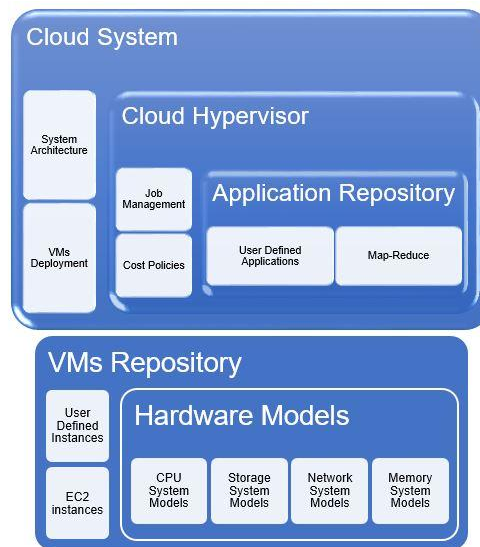 Cloud System
System
Architecture
VMs
Deployment
Cloud Hypervisor
Job
Management
Cost Policies
Application Repository
User Defined
Applications
Map-Reduce
VMs Repository
User
Defined
Instances
EC2
instances
Hardware Models
CPU
System
Models
Storage
System
Models
Network
System
Models
Memory
System
Models